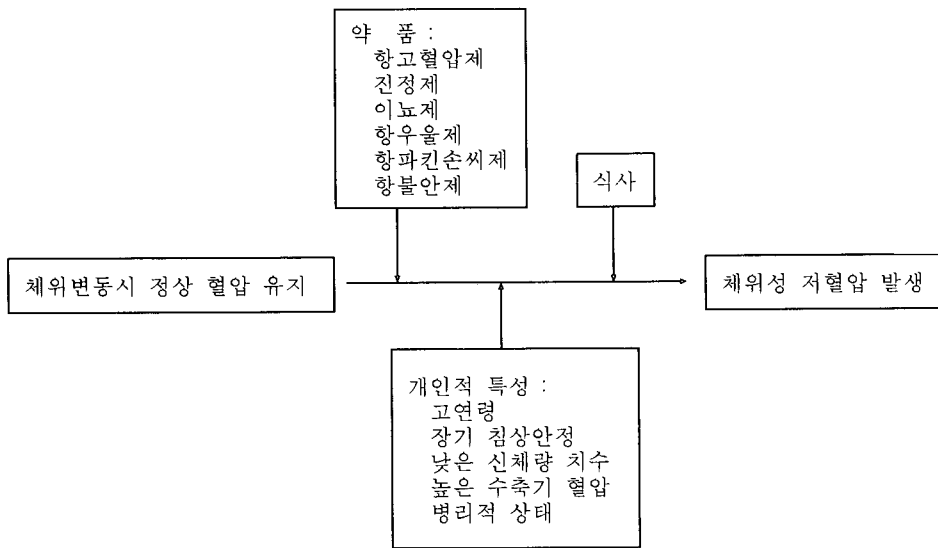 약 품 :
항고혈압제
진정제
이뇨제
항우울제
항파킨손씨제
항불안제
식사
체위변동시 정상 혈압 유지
체위성 저혈압 발생
개인적 특성 :
고연령
장기 침상안정
낮은 신체량 치수
높은 수축기 혈압
병리적 상태